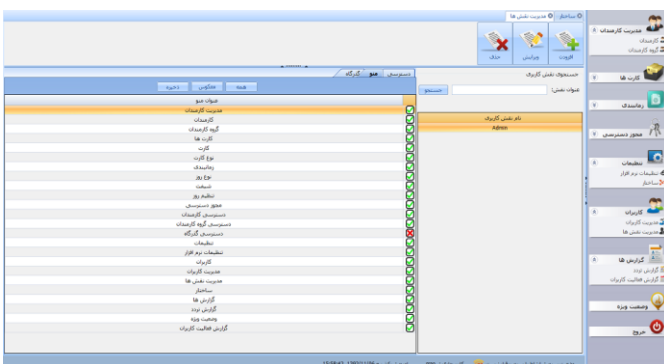 ساختار
مدیریت نقش ها
افزودن
ویرایش
حذف
مدیریت کارمندان
کارمندان
گروه کارمندان
کارت ها
زمانبندی
مجوز دسترسی
تنظیمات
تنظیمات نرم افزار
ساختار
کاربران
مدیریت کاربران
مدیریت نقش ها
گزارش ها
گزارش تردد
گزارش فعالیت کاربران
وضعیت ویژه
خروج
جستجوی نقش کاربری
عنوان نقش:
جستجو
نام نقش کاربری
Admin
دسترسی
منو
گذرگاه
همه
معکوس
ذخیره
عنوان منو
مدیریت کارمندان
کارمندان
گروه کارمندان
کارت ها
کارت
نوع کارت
زمانبندی
نوع روز
شیفت
تنظیم روز
مجوز دسترسی
دسترسی کارمندان
دسترسی گروه کارمندان
دسترسی گذرگاه
تنظیمات
تنظیمات نرم افزار
کاربران
مدیریت کاربران
مدیریت نقش ها
ساختار
گزارش ها
گزارش تردد
وضعیت ویژه
گزارش فعالیت کاربران